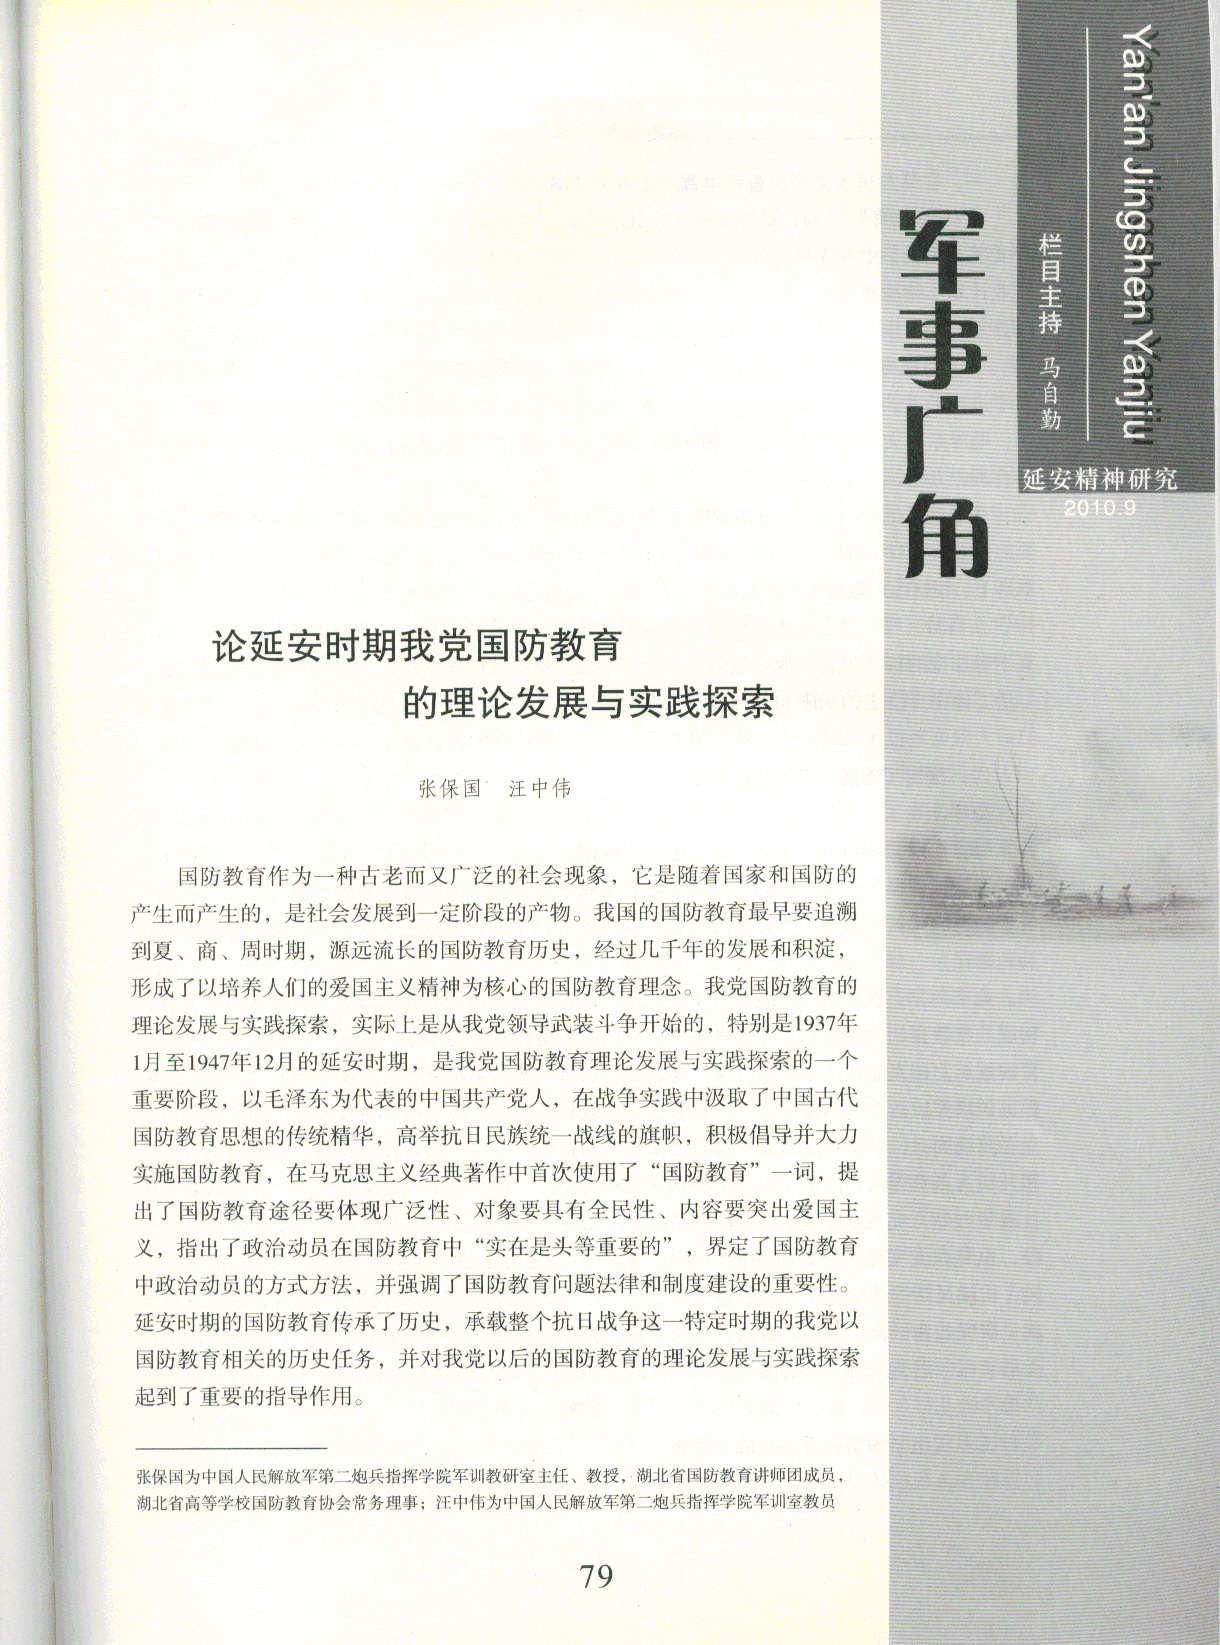 Yan'an Jingshen Yanjiu
栏目主持 马自勤
延安精神研究
2010.9
军事广角
论延安时期我党国防教育
的理论发展与实践探索
张保国 汪中伟
国防教育作为一种古老而又广泛的社会现象，它是随着国家和国防的
产生而产生的，是社会发展到一定阶段的产物。我国的国防教育最早要追溯
到夏、商、周时期，源远流长的国防教育历史，经过几千年的发展和积淀，
形成了以培养人们的爱国主义精神为核心的国防教育理念。我党国防教育的
理论发展与实践探索，实际上是从我党领导武装斗争开始的，特别是1937年
1月至1947年12月的延安时期，是我党国防教育理论发展与实践探索的一个
重要阶段，以毛泽东为代表的中国共产党人，在战争实践中汲取了中国古代
国防教育思想的传统精华，高举抗日民族统一战线的旗帜，积极倡导并大力
实施国防教育，在马克思主义经典著作中首次使用了“国防教育”一词，提
出了国防教育途径要体现广泛性、对象要具有全民性、内容要突出爱国主
义，指出了政治动员在国防教育中“实在是头等重要的”，界定了国防教育
中政治动员的方式方法，并强调了国防教育问题法律和制度建设的重要性。
延安时期的国防教育传承了历史，承载整个抗日战争这一特定时期的我党以
国防教育相关的历史任务，并对我党以后的国防教育的理论发展与实践探索
起到了重要的指导作用。
张保国为中国人民解放军第二炮兵指挥学院军训教研室主任、教授，湖北省国防教育讲师团成员，
湖北省高等学校国防教育协会常务理事；汪中伟为中国人民解放军第二炮兵指挥学院军训室教员
79